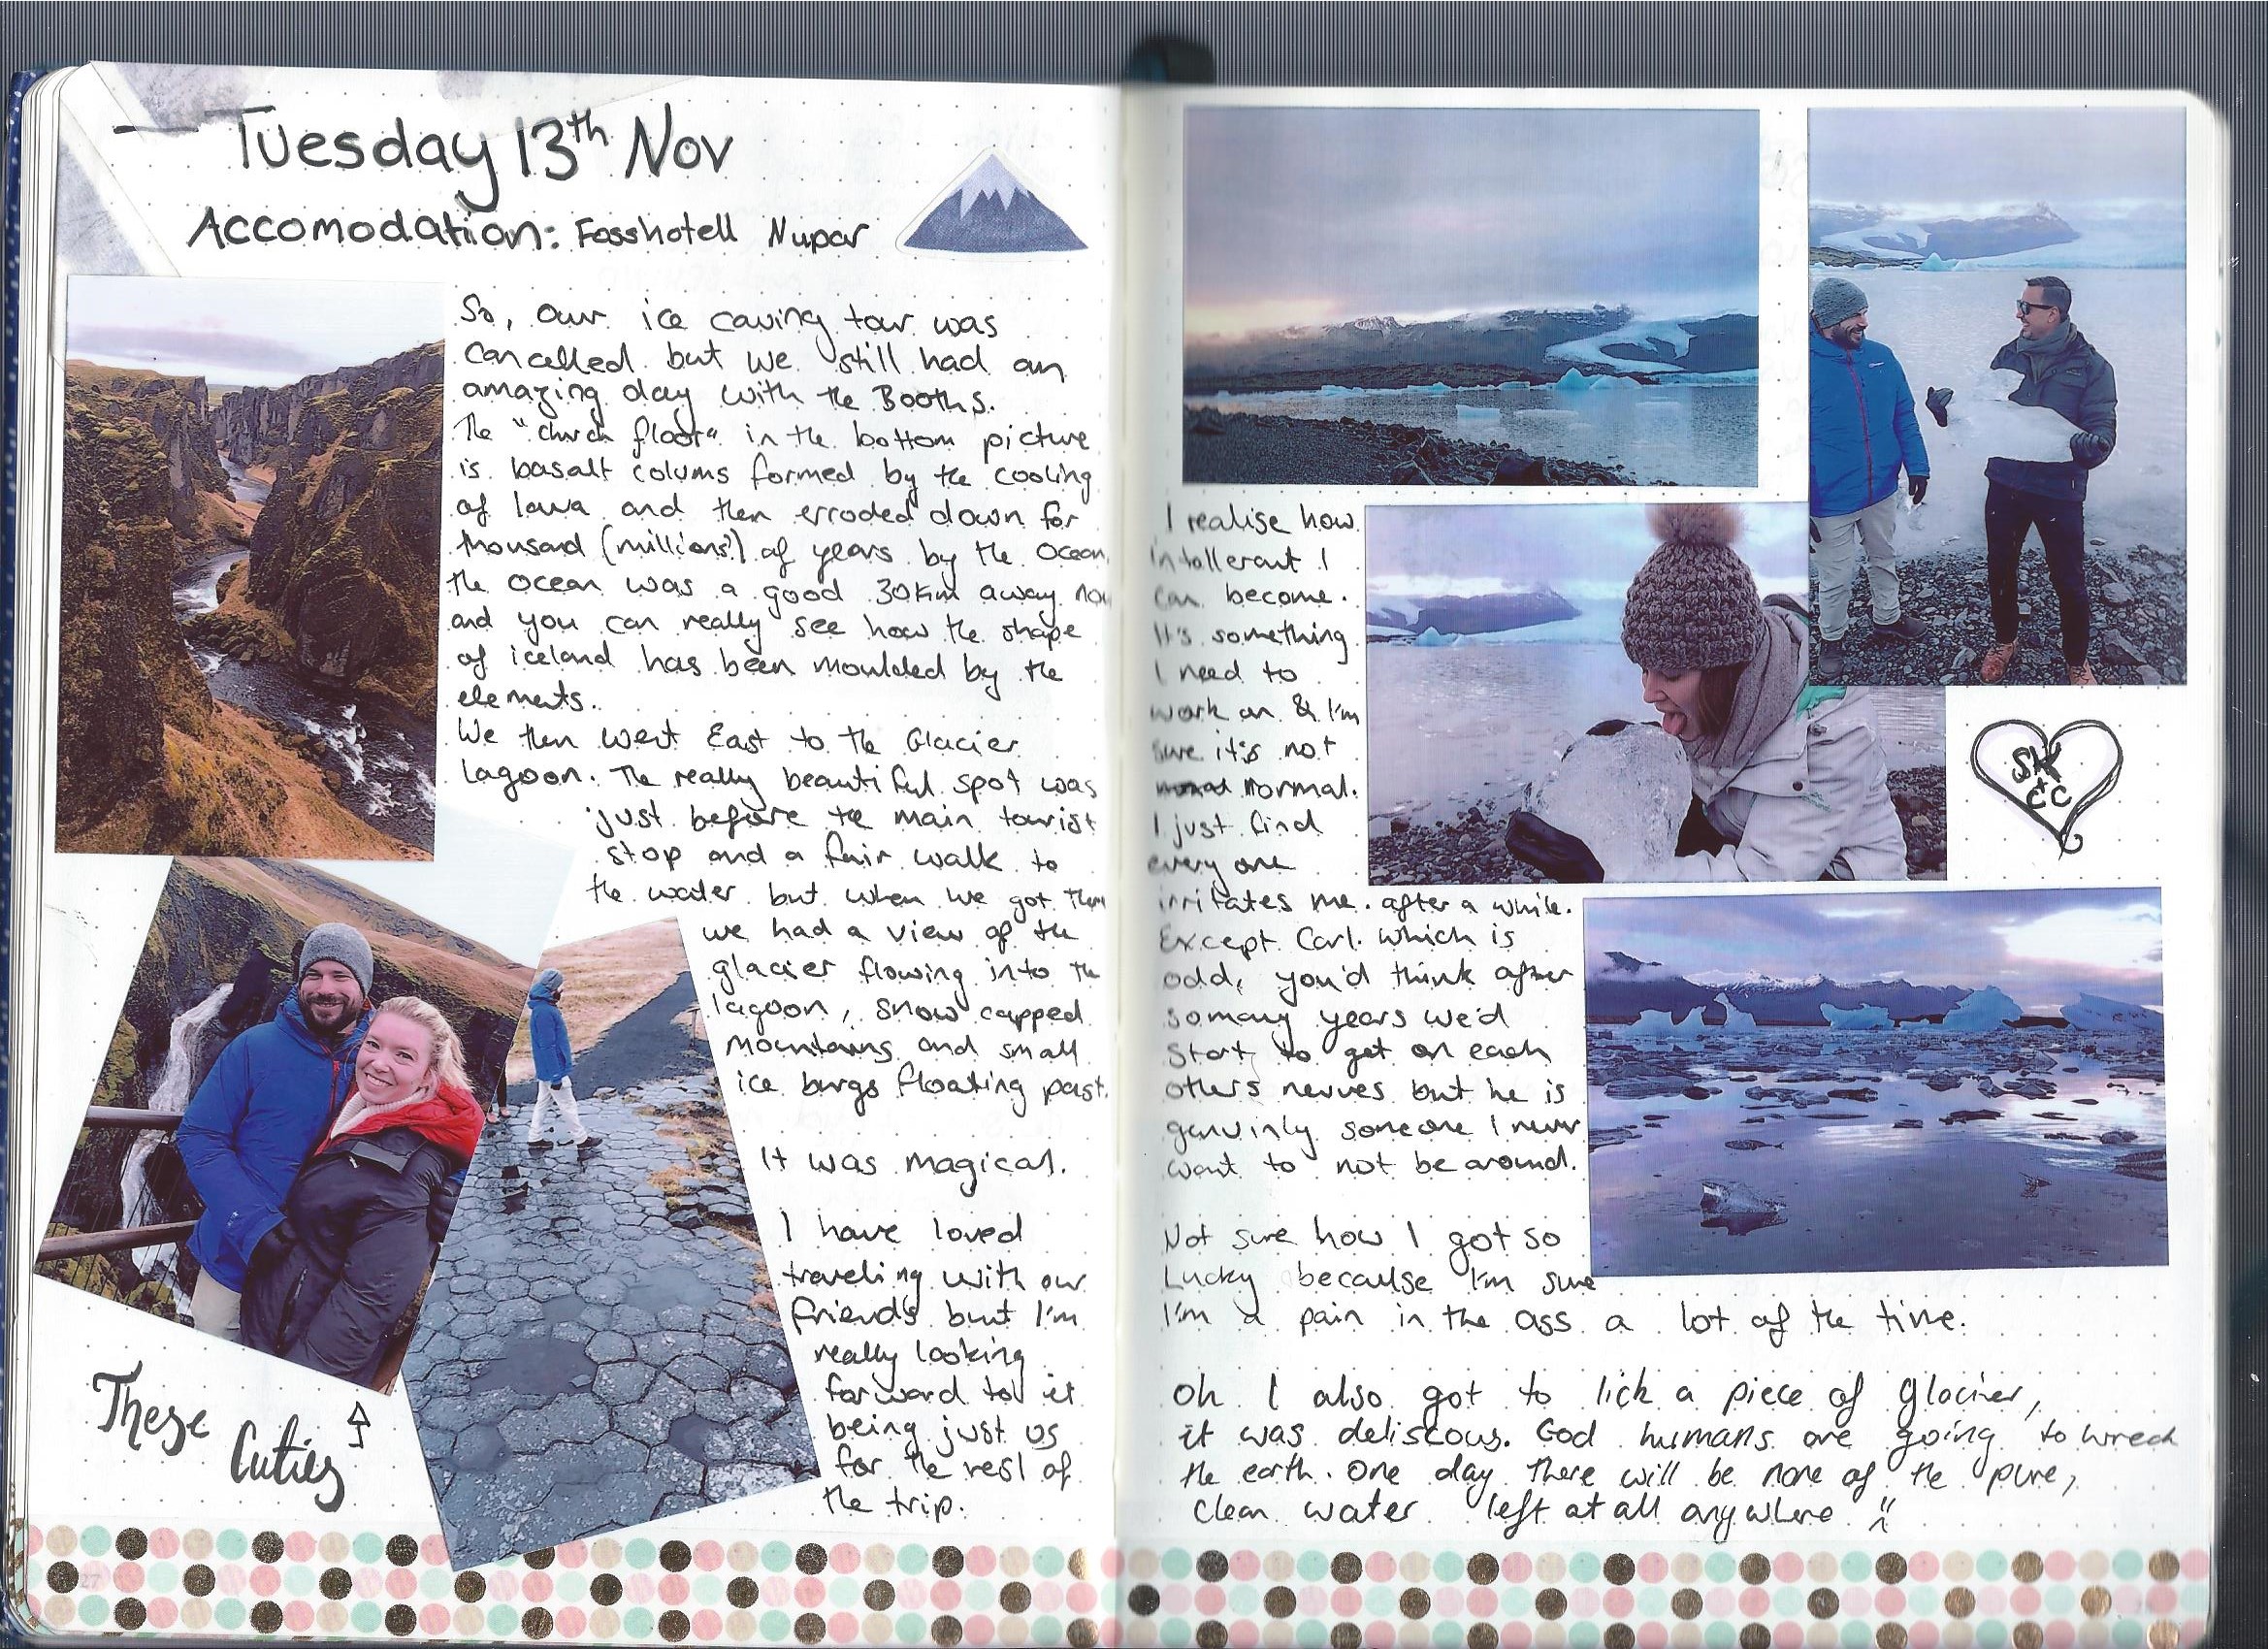 Tuesday 13th Nov
Accomodation: Fosshotell Nupar
So, our ice caving tour was
cancelled but we still had an
amazing day with the Booths.
The "church floor" in the bottom picture
is basalt colums formed by the cooling
of lava and then erroded down for
thousand (millions?) of years by the ocean
the ocean was a good 30km away now
and you can really see how the shape
of iceland has been moulded by the
elements.
We then went East to the Glacier
lagoon. The really beautiful spot was
just before the main tourist
stop and a fair walk to
the water but when we got there
we had a view of the
glacier flowing into the
lagoon, snow capped
mountains and small
ice burgs floating past.
It was magical.
I have loved
traveling with our
friends but I'm
really looking
forward to it
being just us
for the rest of
the trip.
These
Cuties
27
I realise how
intollerant I
can become.
It's something
I need to
work on & I'm
sure it's not
normal.
I just find
every one
irritates me. after a while.
Except Carl. which is
odd, you'd think after
so many years we'd
start to get on each
others nerves but he is
genuinly someone I never
want to not be around.
Not sure how I got so
Lucky because I'm sure
I'm a pain in the ass a lot of the time.
SK
+
CC
Oh I also got to lick a piece of glacier,
it was deliscous. God humans are going to wreck
the earth. One day there will be none of the pure,
clean water left at all anywhere :(